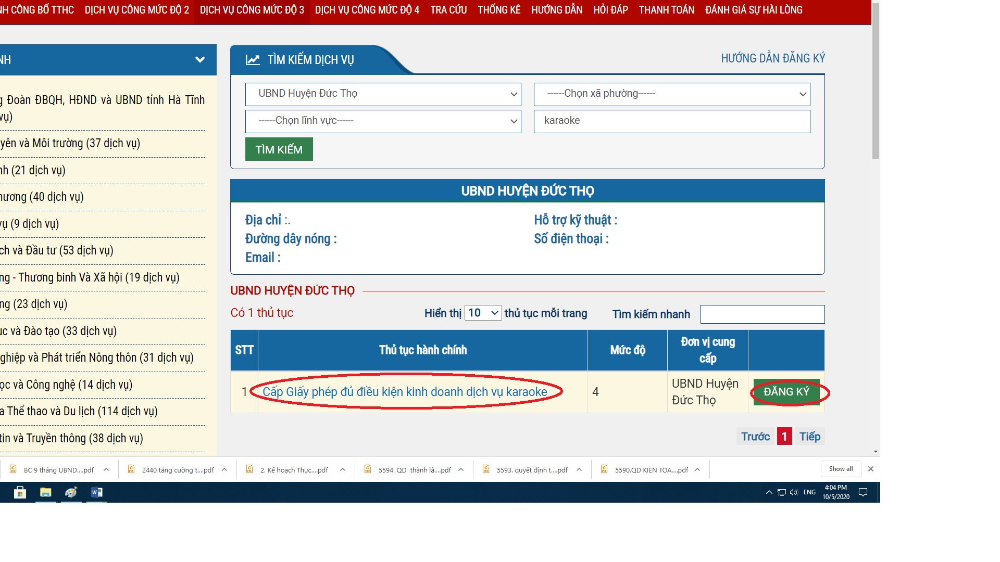 NH CÔNG BỐ TTHC DỊCH VỤ CÔNG MỨC ĐỘ 2 DỊCH VỤ CÔNG MỨC ĐỘ 3 DỊCH VỤ CÔNG MỨC ĐỘ 4 TRA CỨU THỐNG KÊ HƯỚNG DẪN HỎI ĐÁP THANH TOÁN ĐÁNH GIÁ SỰ HÀI LÒNG
NH
g Đoàn ĐBQH, HĐND và UBND tỉnh Hà Tĩnh
vụ)
yên và Môi trường (37 dịch vụ)
nh (21 dịch vụ)
hương (40 dịch vụ)
vụ (9 dịch vụ)
ch và Đầu tư (53 dịch vụ)
ng - Thương binh Và Xã hội (19 dịch vụ)
ng (23 dịch vụ)
ục và Đào tạo (33 dịch vụ)
ghiệp và Phát triển Nông thôn (31 dịch vụ)
ọc và Công nghệ (14 dịch vụ)
a Thể thao và Du lịch (114 dịch vụ)
tin và Truyền thông (38 dịch vụ)
TÌM KIẾM DỊCH VỤ
HƯỚNG DẪN ĐĂNG KÝ
UBND Huyện Đức Thọ
------Chọn xã phường------
------Chọn lĩnh vực------
karaoke
TÌM KIẾM
UBND HUYỆN ĐỨC THỌ
Địa chỉ :.
Hỗ trợ kỹ thuật :
Đường dây nóng :
Số điện thoại :
Email :
UBND HUYỆN ĐỨC THỌ
Có 1 thủ tục
Hiển thị 10 thủ tục mỗi trang
Tìm kiếm nhanh
STT Thủ tục hành chính Mức độ Đơn vị cung
cấp
1 Cấp Giấy phép đủ điều kiện kinh doanh dịch vụ karaoke 4 UBND Huyện
Đức Thọ
ĐĂNG KÝ
Trước 1 Tiếp
BC 9 tháng UBND....pdf
2440 tăng cường t....pdf
2. Kế hoạch Thực....pdf
5594. QD thành lâ....pdf
5593. quyết định t....pdf
5590.QD KIEN TOA....pdf
Show all
ENG
4:04 PM
10/5/2020